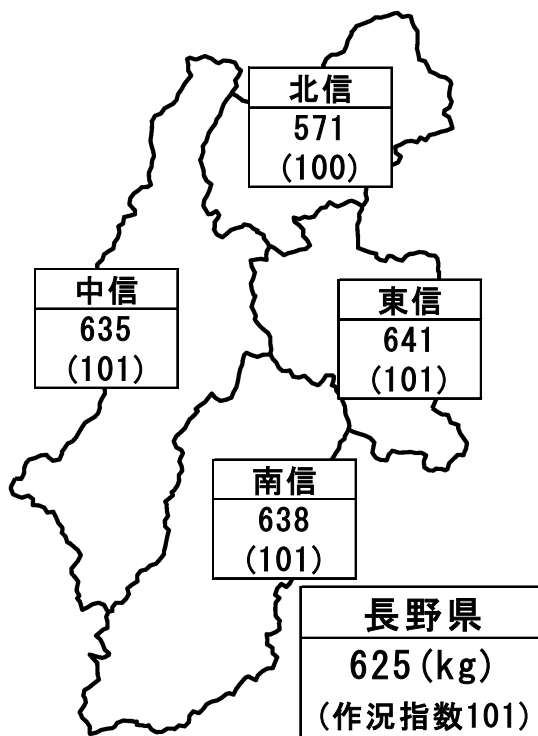 北信
571
(100)
中信
635
(101)
東信
641
(101)
南信
638
(101)
長野県
625(kg)
(作況指数101)